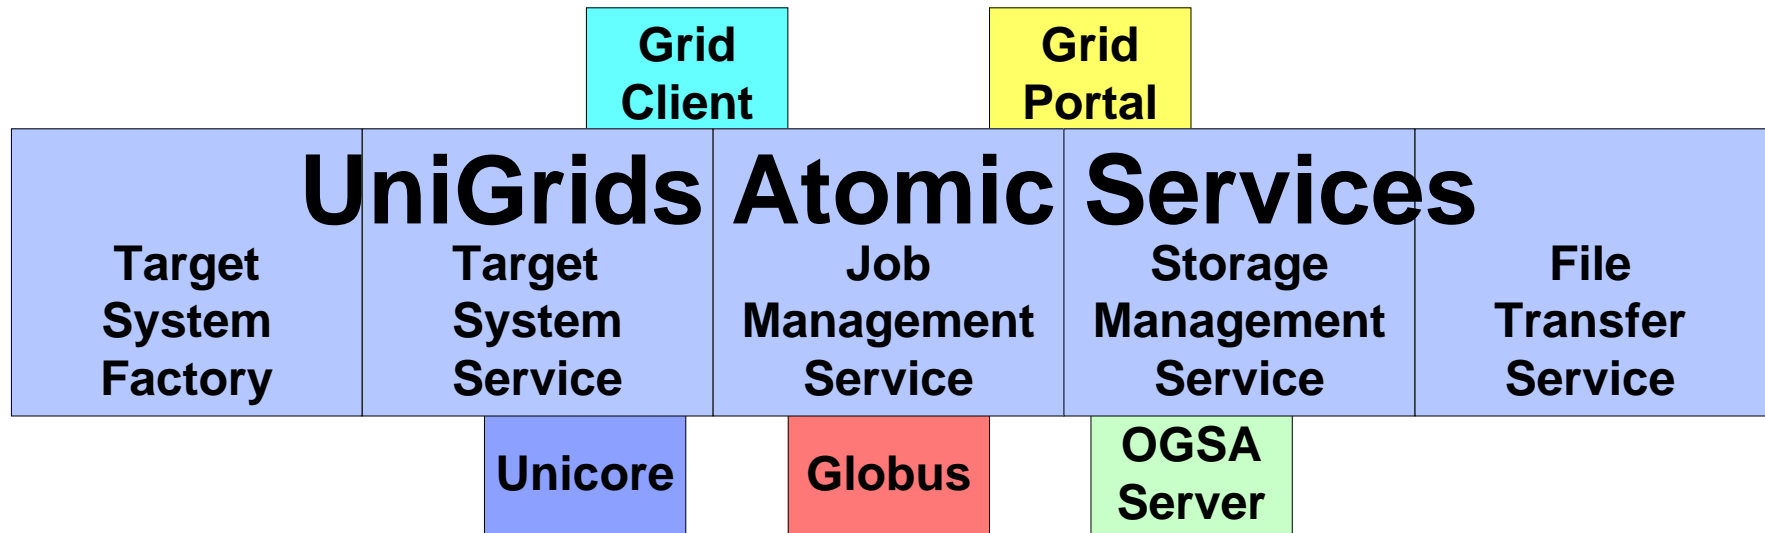 Grid
Client
Grid
Portal
UniGrids Atomic Services
Target
System
Factory
Target
System
Service
Job
Management
Service
Storage
Management
Service
File
Transfer
Service
Unicore
Globus
OGSA
Server